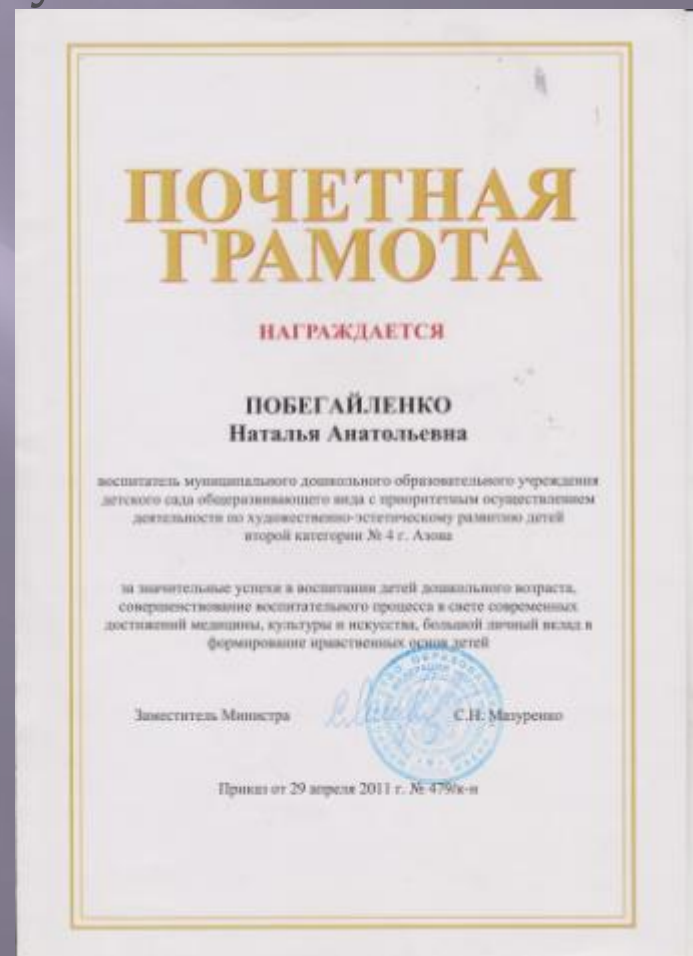 ПОЧЕТНАЯ
ГРАМОТА
НАГРАЖДАЕТСЯ
ПОБЕГАЙЛЕНКО
Наталья Анатольевна
воспитатель муниципального дошкольного образовательного учреждения
детского сада общеразвивающего вида с приоритетным осуществлением
деятельности по художественно-эстетическому развитию детей
второй категории № 4 г. Азова
за значительные успехи в воспитании детей дошкольного возраста,
совершенствование воспитательного процесса в свете современных
достижений медицины, культуры и искусства, большой личный вклад в
формирование нравственных основ детей
Заместитель Министра С.Н. Мазуренко
Приказ от 29 апреля 2011 г. № 479/к-н